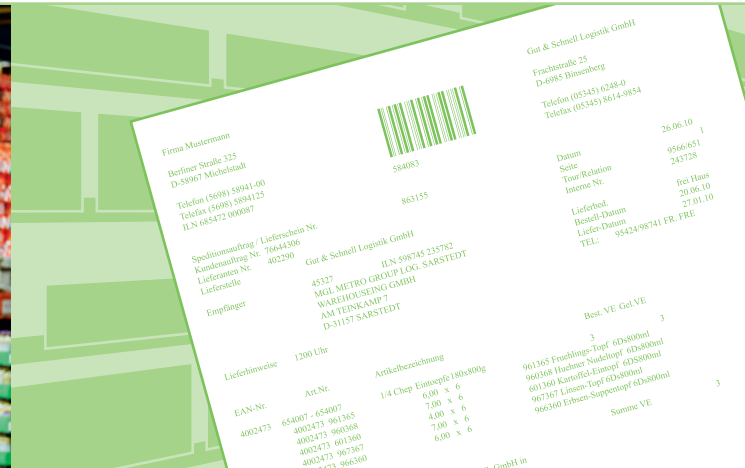 Gut & Schnell Logistik GmbH
Frachtstraße 25
D-6985 Binsenberg
Telefon (05345) 6248-0
Telefax (05345) 8614-9854
Firma Mustermann
Berliner Straße 325
D-58967 Michelstadt
Telefon (5698) 58941-00
Telefax (5698) 5894125
ILN 685472 000087
584083
863155
Datum 26.06.10
Seite 1
Tour/Relation 9566/651
Interne Nr. 243728
Lieferbed. frei Haus
Bestell-Datum 20.06.10
Liefer-Datum 27.01.10
TEL: 95424/98741 FR. FRE
Speditionsauftrag / Lieferschein Nr.
Kundenauftrag Nr. 76644306
Lieferanten Nr. 402290 Gut & Schnell Logistik GmbH
Lieferstelle 45327 ILN 598745 235782
Empfänger MGL METRO GROUP LOG. SARSTEDT
WAREHOUSEING GMBH
AM TEINKAMP 7
D-31157 SARSTEDT
Lieferhinweise 1200 Uhr
Best. VE Gel.VE
EAN-Nr. Art.Nr. Artikelbezeichnung
3 3
4002473 654007 - 654007 1/4 Chep Eintoepfe 180x800g
4002473 961365 6,00 x 6 961365 Fruehlings-Topf 6Ds800ml
4002473 960368 7,00 x 6 960368 Huehner Nudeltopf 6Ds800ml
4002473 601360 4,00 x 6 601360 Kartoffel-Eintopf 6DS800ml
4002473 967367 7,00 x 6 967367 Linsen-Topf 6Ds800ml
966360 6,00 x 6 966360 Erbsen-Suppentopf 6Ds800ml
Summe VE 3
GmbH in